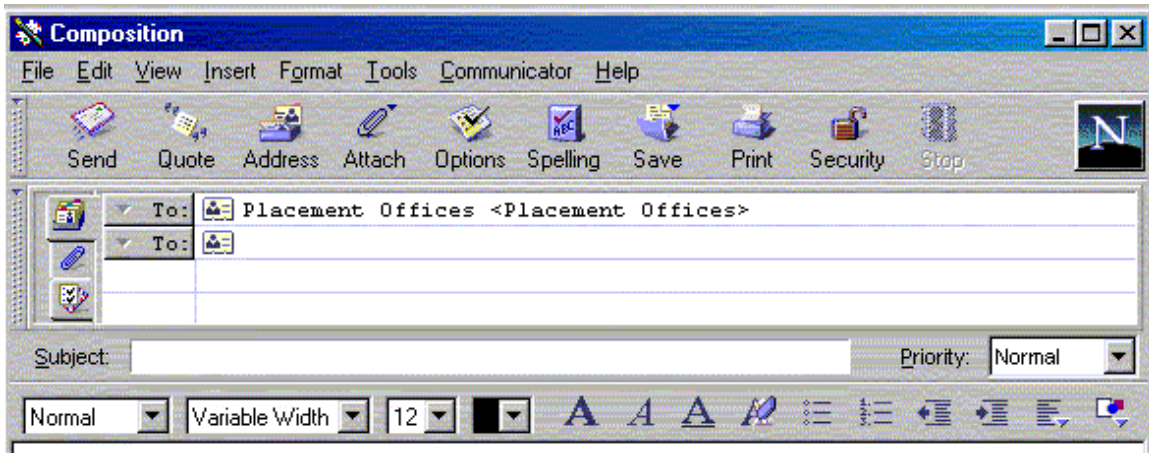 Composition
File Edit View Insert Format Tools Communicator Help
Send Quote Address Attach Options Spelling Save Print Security Stop
N
To: Placement Offices <Placement Offices>
To:
Subject: Priority: Normal
Normal Variable Width 12 A A A